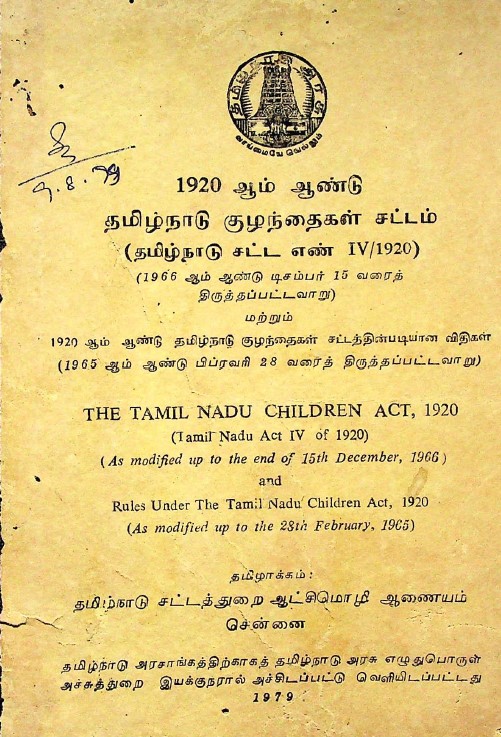 தமிழ்நாடு அரசு
வாய்மையே வெல்லும்
9.8.79
1920 ஆம் ஆண்டு
தமிழ்நாடு குழந்தைகள் சட்டம்
(தமிழ்நாடு சட்ட எண் IV/1920)
(1966 ஆம் ஆண்டு டிசம்பர் 15 வரைத்
திருத்தப்பட்டவாறு)
மற்றும்
1920 ஆம் ஆண்டு தமிழ்நாடு குழந்தைகள் சட்டத்தின்படியான விதிகள்
(1965 ஆம் ஆண்டு பிப்ரவரி 28 வரைத் திருத்தப்பட்டவாறு)
THE TAMIL NADU CHILDREN ACT, 1920
(Tamil Nadu Act IV of 1920)
(As modified up to the end of 15th December, 1966)
and
Rules Under The Tamil Nadu Children Act, 1920
(As modified up to the 28th February, 1965)
தமிழாக்கம்:
தமிழ்நாடு சட்டத்துறை ஆட்சிமொழி ஆணையம்
சென்னை
தமிழ்நாடு அரசாங்கத்திற்காகத் தமிழ்நாடு அரசு எழுதுபொருள்
அச்சுத்துறை இயக்குநரால் அச்சிடப்பட்டு வெளியிடப்பட்டது
1979